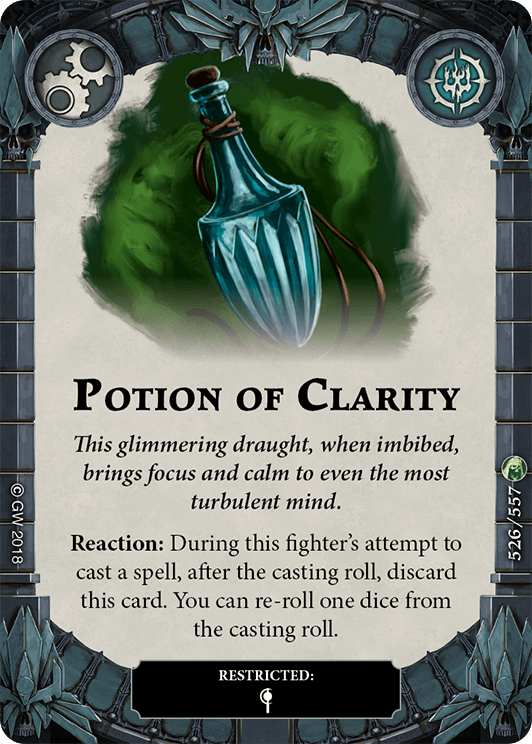 Potion of Clarity
This glimmering draught, when imbibed,
brings focus and calm to even the most
turbulent mind.
Reaction: During this fighter's attempt to
cast a spell, after the casting roll, discard
this card. You can re-roll one dice from
the casting roll.
RESTRICTED:
© GW 2018
526/557